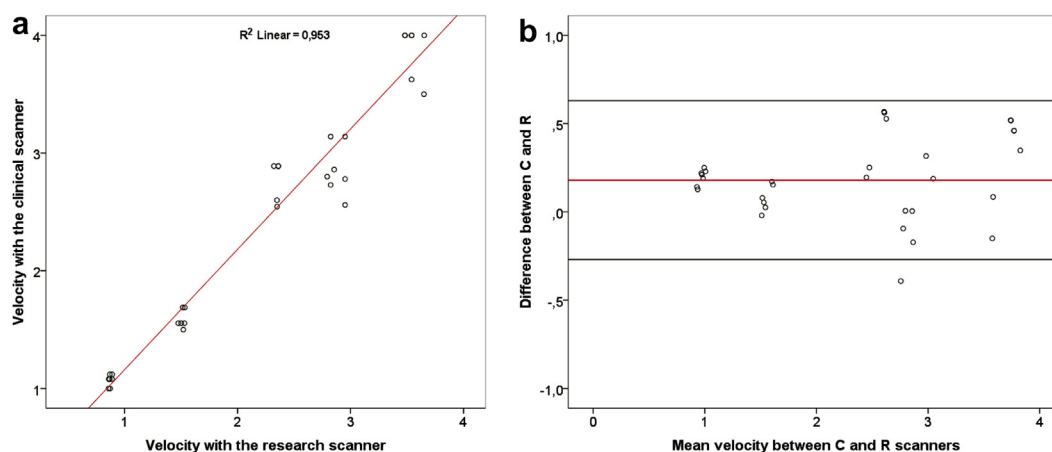 a
R² Linear = 0,953
4
3
2
1
1 2 3 4
Velocity with the clinical scanner
Velocity with the research scanner
b
1,0
,5
,0
-,5
-1,0
0 1 2 3 4
Difference between C and R
Mean velocity between C and R scanners